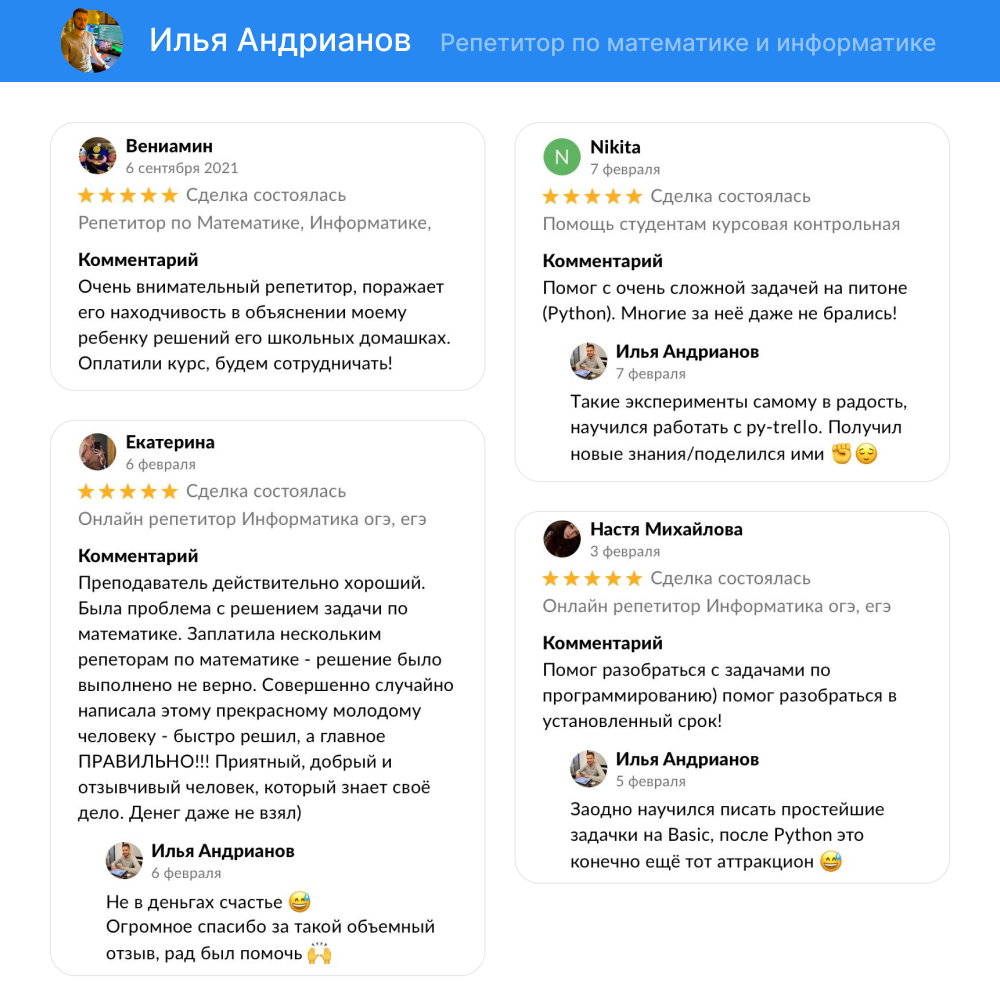 Илья Андрианов Репетитор по математике и информатике
Вениамин
6 сентября 2021
Сделка состоялась
Репетитор по Математике, Информатике,
Комментарий
Очень внимательный репетитор, поражает
его находчивость в объяснении моему
ребенку решений его школьных домашках.
Оплатили курс, будем сотрудничать!
Екатерина
6 февраля
Сделка состоялась
Онлайн репетитор Информатика огэ, егэ
Комментарий
Преподаватель действительно хороший.
Была проблема с решением задачи по
математике. Заплатила нескольким
репеторам по математике - решение было
выполнено не верно. Совершенно случайно
написала этому прекрасному молодому
человеку - быстро решил, а главное
ПРАВИЛЬНО!!! Приятный, добрый и
отзывчивый человек, который знает своё
дело. Денег даже не взял)
Илья Андрианов
6 февраля
Не в деньгах счастье 😅
Огромное спасибо за такой объемный
отзыв, рад был помочь 🙌
N
Nikita
7 февраля
Сделка состоялась
Помощь студентам курсовая контрольная
Комментарий
Помог с очень сложной задачей на питоне
(Python). Многие за неё даже не брались!
Илья Андрианов
7 февраля
Такие эксперименты самому в радость,
научился работать с py-trello. Получил
новые знания/поделился ими ✊😌
Настя Михайлова
3 февраля
Сделка состоялась
Онлайн репетитор Информатика огэ, егэ
Комментарий
Помог разобраться с задачами по
программированию) помог разобраться в
установленный срок!
Илья Андрианов
5 февраля
Заодно научился писать простейшие
задачки на Basic, после Python это
конечно ещё тот аттракцион 😅